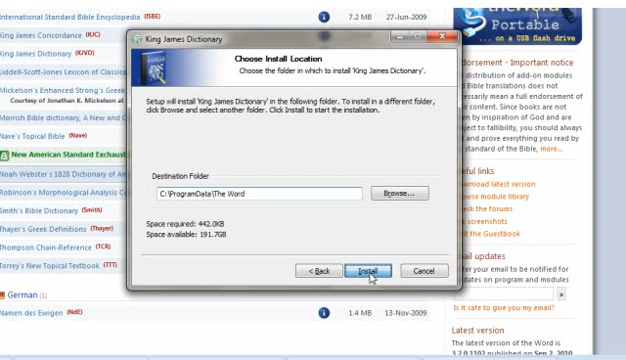 International Standard Bible Encyclopedia (ISBE)
7.2 MB 27-Jun-2009
King James Concordance (KJC)
King James Dictionary (KJVD)
Liddell-Scott-Jones Lexicon of Classical
Mickelson's Enhanced Strong's Greek
Courtesy of Jonathan K. Mickelson at
Morrish Bible dictionary, A New and C
Nave's Topical Bible (Nave)
New American Standard Exhaust
Noah Webster's 1828 Dictionary of Am
Robinson's Morphological Analysis Co
Smith's Bible Dictionary (Smith)
Thayer's Greek Definitions (Thayer)
Thompson Chain-Reference (TCR)
Torrey's New Topical Textbook (TTT)
German (1)
Namen des Ewigen (NdE)
1.4 MB 13-Nov-2009
King James Dictionary
Choose Install Location
Choose the folder in which to install 'King James Dictionary'.
Setup will install 'King James Dictionary' in the following folder. To install in a different folder,
click Browse and select another folder. Click Install to start the installation.
Destination Folder
C:\ProgramData\The Word
Browse...
Space required: 442.0KB
Space available: 191.7GB
< Back
Install
Cancel
Portable
... on a USB flash drive
dorsement - Important notice
distribution of add-on modules
d Bible translations does not
cessarily mean a full endorsement of
content. Since books are not
en by inspiration of God and are
ject to fallibility, you should always
t and prove everything you read by
standard of the Bible, more...
eful links
wnload latest version
owse module library
eck the forums
e screenshots
it the Guestbook
ail updates
ter your email to be notified for
dates on program and modules
»
Is it safe to give you my email?
Latest version
The latest version of the Word is
3.2.0.1102 published on Sep 2, 2010